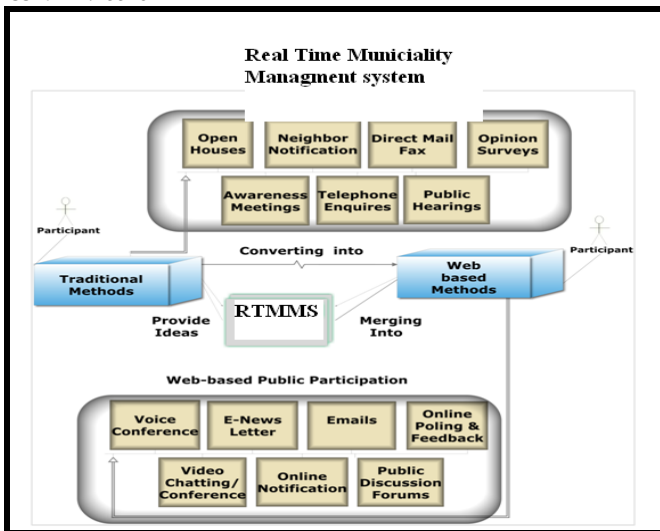 Real Time Municiality
Managment system
Open
Houses
Neighbor
Notification
Direct Mail
Fax
Opinion
Surveys
Awareness
Meetings
Telephone
Enquires
Public
Hearings
Participant
Participant
Converting into
Traditional
Methods
Web
based
Methods
RTMMS
Provide
Ideas
Merging
Into
Web-based Public Participation
Voice
Conference
E-News
Letter
Emails
Online
Poling &
Feedback
Video
Chatting/
Conference
Online
Notification
Public
Discussion
Forums